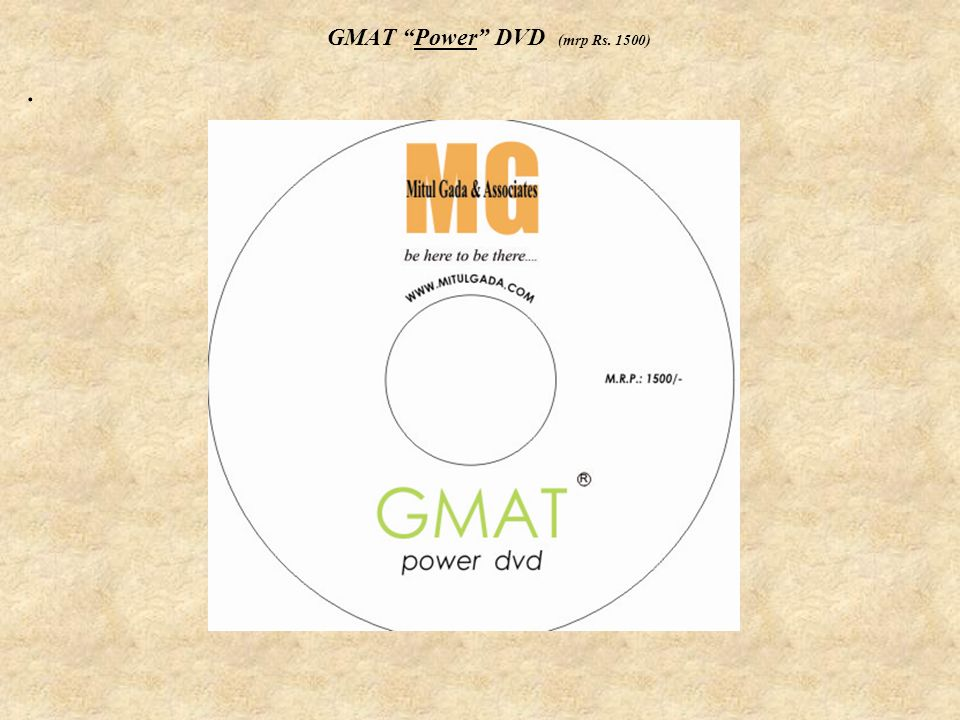 GMAT “Power” DVD (mrp Rs. 1500)
.
MG
Mitul Gada & Associates
be here to be there....
WWW.MITULGADA.COM
M.R.P.: 1500/-
GMAT ®
power dvd